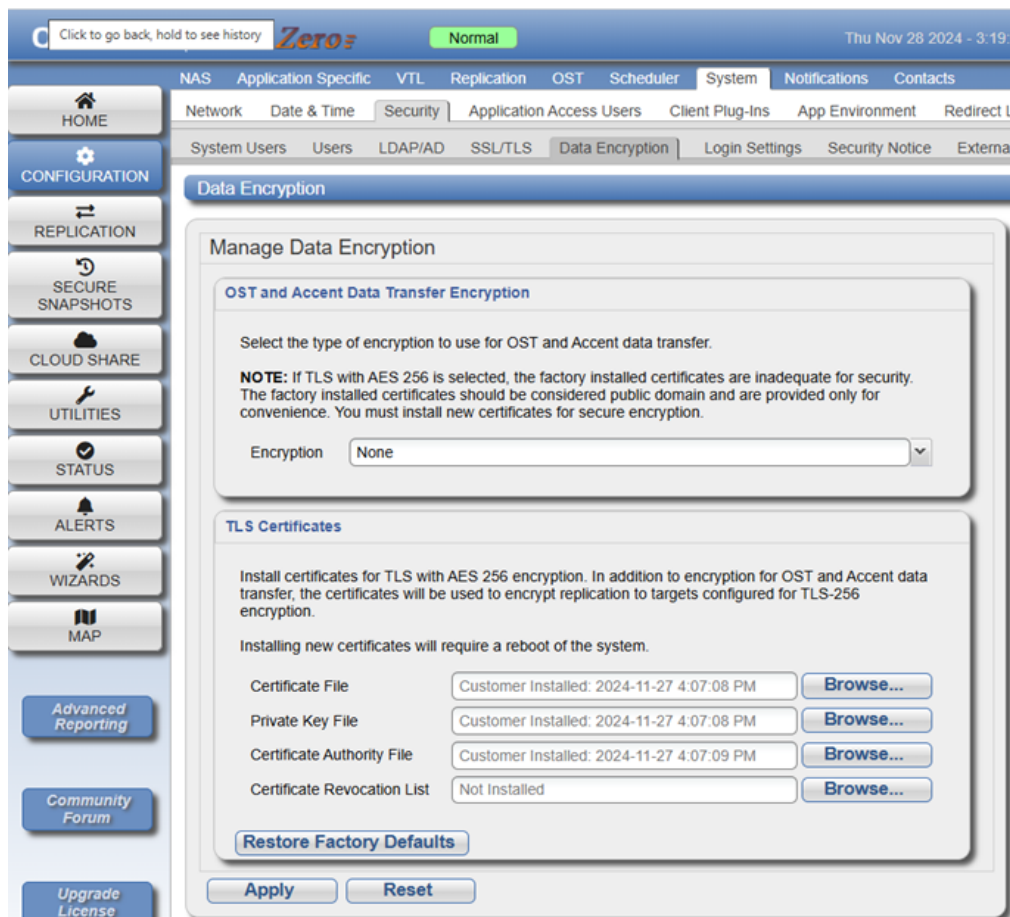 Click to go back, hold to see history
Zero
Normal
Thu Nov 28 2024 - 3:19:
NAS Application Specific VTL Replication OST Scheduler System Notifications Contacts
Network Date & Time Security Application Access Users Client Plug-Ins App Environment Redirect L
System Users Users LDAP/AD SSL/TLS Data Encryption Login Settings Security Notice Externa
HOME
CONFIGURATION
REPLICATION
SECURE
SNAPSHOTS
CLOUD SHARE
UTILITIES
STATUS
ALERTS
WIZARDS
MAP
Advanced
Reporting
Community
Forum
Upgrade
License
Data Encryption
Manage Data Encryption
OST and Accent Data Transfer Encryption
Select the type of encryption to use for OST and Accent data transfer.
NOTE: If TLS with AES 256 is selected, the factory installed certificates are inadequate for security.
The factory installed certificates should be considered public domain and are provided only for
convenience. You must install new certificates for secure encryption.
Encryption None
TLS Certificates
Install certificates for TLS with AES 256 encryption. In addition to encryption for OST and Accent data
transfer, the certificates will be used to encrypt replication to targets configured for TLS-256
encryption.
Installing new certificates will require a reboot of the system.
Certificate File Customer Installed: 2024-11-27 4:07:08 PM Browse...
Private Key File Customer Installed: 2024-11-27 4:07:08 PM Browse...
Certificate Authority File Customer Installed: 2024-11-27 4:07:09 PM Browse...
Certificate Revocation List Not Installed Browse...
Restore Factory Defaults
Apply Reset